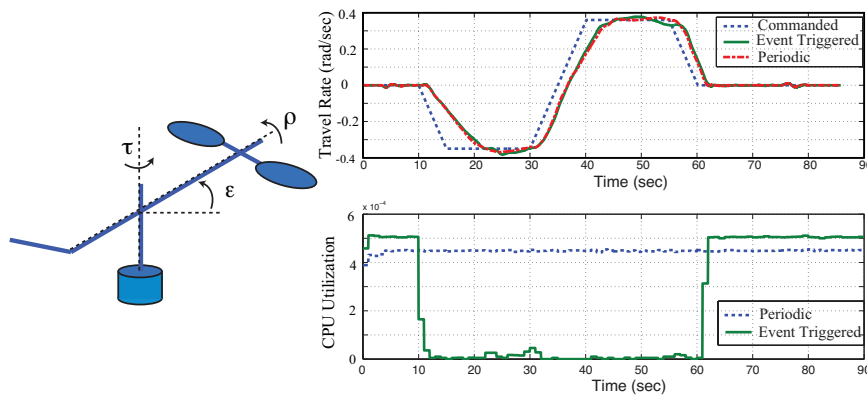 τ
ρ
ε
Travel Rate (rad/sec)
0.4
0.2
0
-0.2
-0.4
0 10 20 30 40 50 60 70 80 90
Time (sec)
Commanded
Event Triggered
Periodic
CPU Utilization
x 10⁻⁴
6
4
2
0
0 10 20 30 40 50 60 70 80 90
Time (sec)
Periodic
Event Triggered